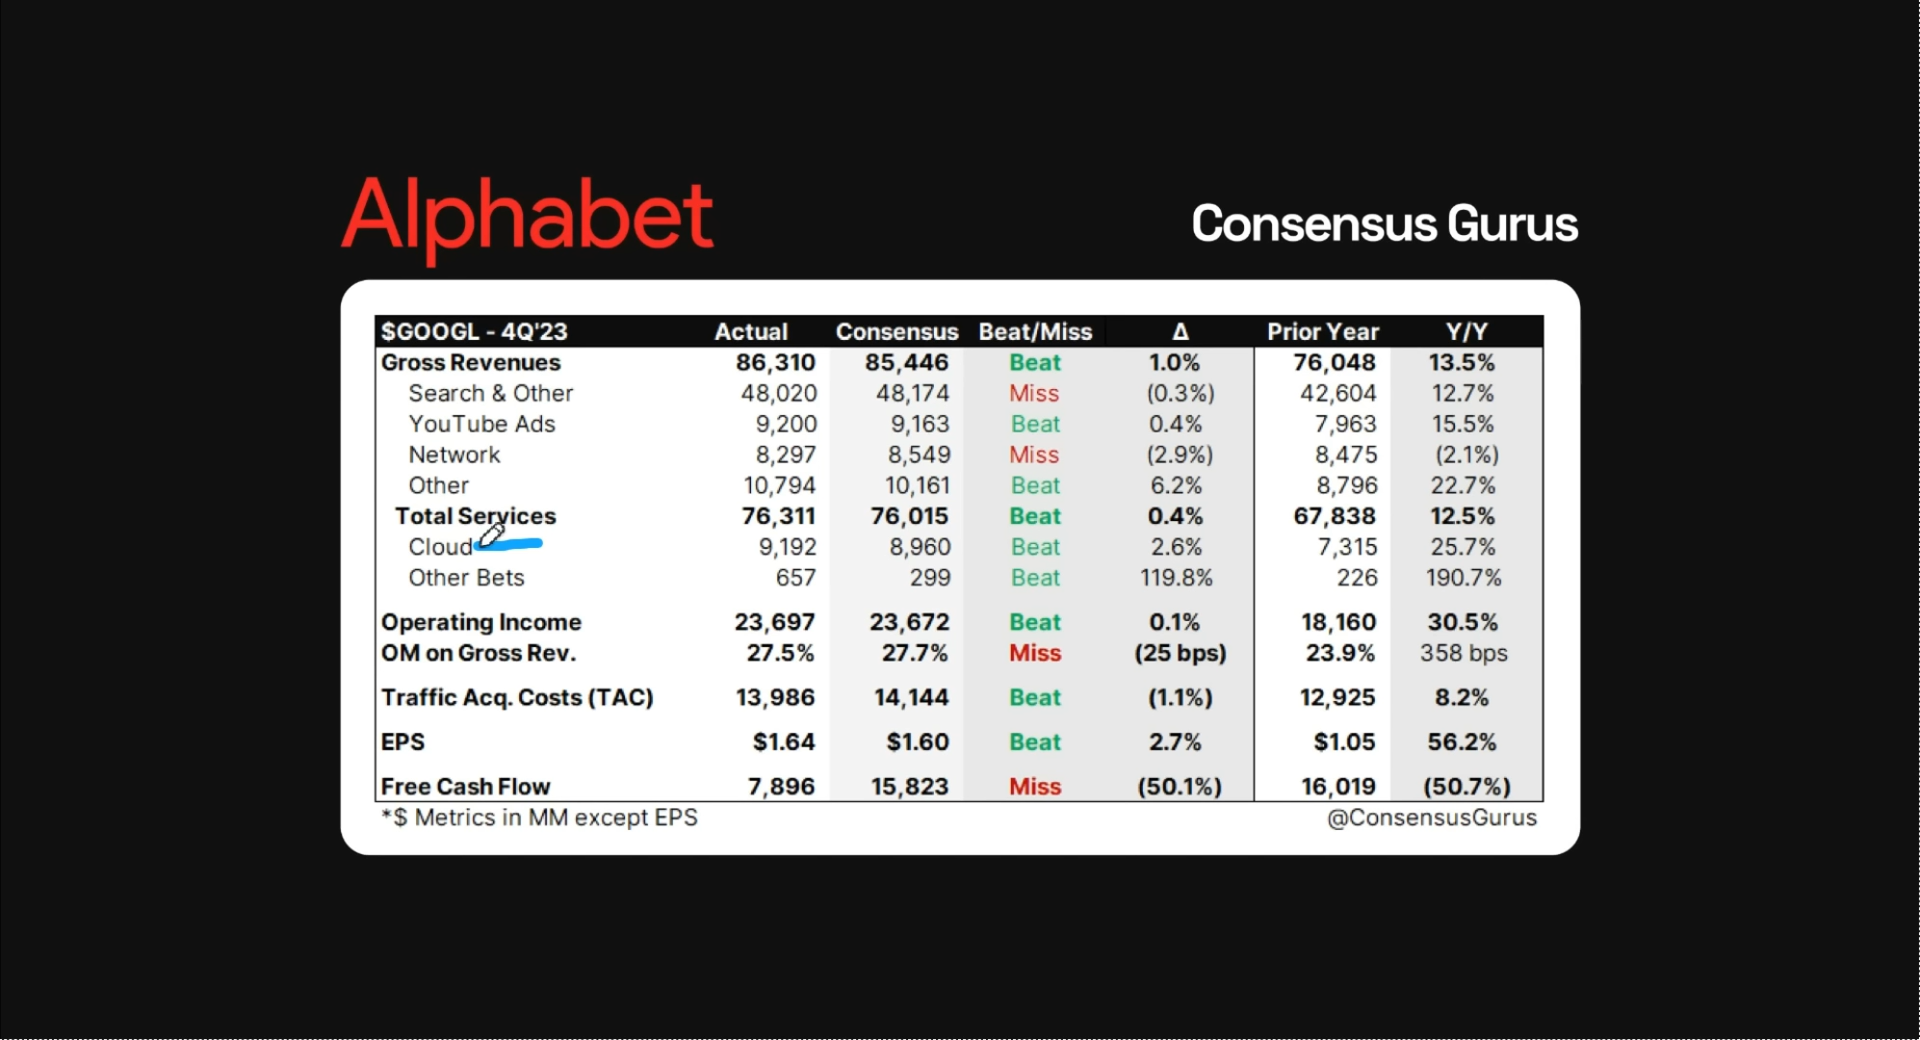 Alphabet
Consensus Gurus
$GOOGL - 4Q'23 Actual Consensus Beat/Miss Δ Prior Year Y/Y
Gross Revenues 86,310 85,446 Beat 1.0% 76,048 13.5%
Search & Other 48,020 48,174 Miss (0.3%) 42,604 12.7%
YouTube Ads 9,200 9,163 Beat 0.4% 7,963 15.5%
Network 8,297 8,549 Miss (2.9%) 8,475 (2.1%)
Other 10,794 10,161 Beat 6.2% 8,796 22.7%
Total Services 76,311 76,015 Beat 0.4% 67,838 12.5%
Cloud 9,192 8,960 Beat 2.6% 7,315 25.7%
Other Bets 657 299 Beat 119.8% 226 190.7%
Operating Income 23,697 23,672 Beat 0.1% 18,160 30.5%
OM on Gross Rev. 27.5% 27.7% Miss (25 bps) 23.9% 358 bps
Traffic Acq. Costs (TAC) 13,986 14,144 Beat (1.1%) 12,925 8.2%
EPS $1.64 $1.60 Beat 2.7% $1.05 56.2%
Free Cash Flow 7,896 15,823 Miss (50.1%) 16,019 (50.7%)
*$ Metrics in MM except EPS @ConsensusGurus